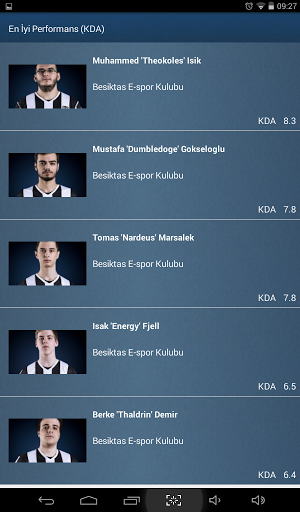 09:27
En İyi Performans (KDA)
Muhammed 'Theokoles' Isik
Besiktas E-spor Kulubu
KDA 8.3
Mustafa 'Dumbledoge' Gokseloglu
Besiktas E-spor Kulubu
KDA 7.8
Tomas 'Nardeus' Marsalek
Besiktas E-spor Kulubu
KDA 7.8
Isak 'Energy' Fjell
Besiktas E-spor Kulubu
KDA 6.5
Berke 'Thaldrin' Demir
Besiktas E-spor Kulubu
KDA 6.4